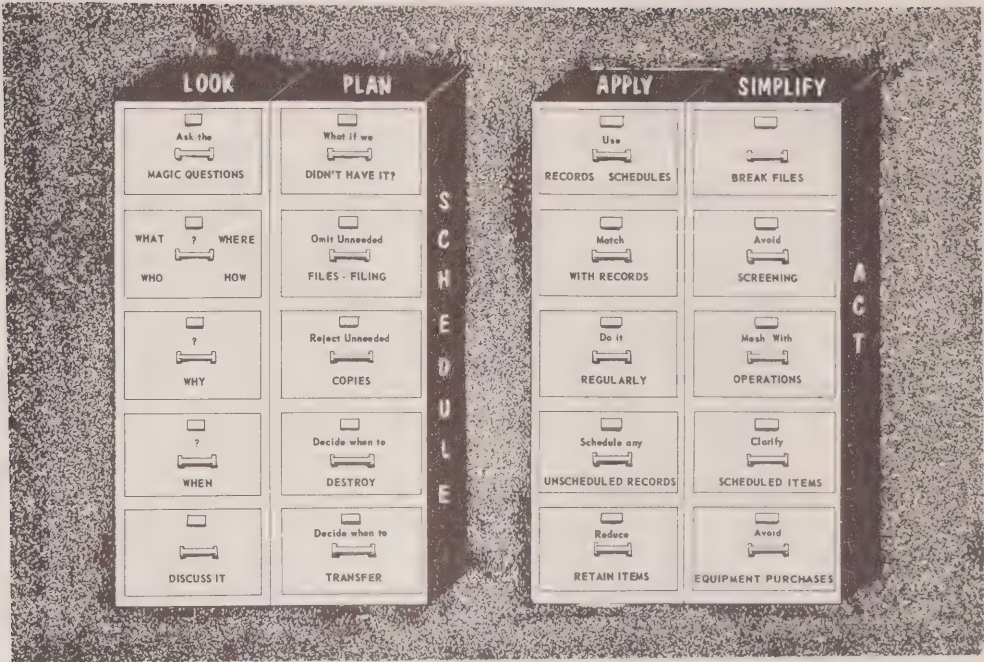 LOOK
Ask the
MAGIC QUESTIONS
WHAT ? WHERE
WHO HOW
?
WHY
?
WHEN
DISCUSS IT
PLAN
What if we
DIDN'T HAVE IT?
Omit Unneeded
FILES - FILING
Reject Unneeded
COPIES
Decide when to
DESTROY
Decide when to
TRANSFER
SCHEDULE
APPLY
Use
RECORDS SCHEDULES
Match
WITH RECORDS
Do it
REGULARLY
Schedule any
UNSCHEDULED RECORDS
Reduce
RETAIN ITEMS
SIMPLIFY
BREAK FILES
Avoid
SCREENING
Mesh With
OPERATIONS
Clarify
SCHEDULED ITEMS
Avoid
EQUIPMENT PURCHASES
ACT